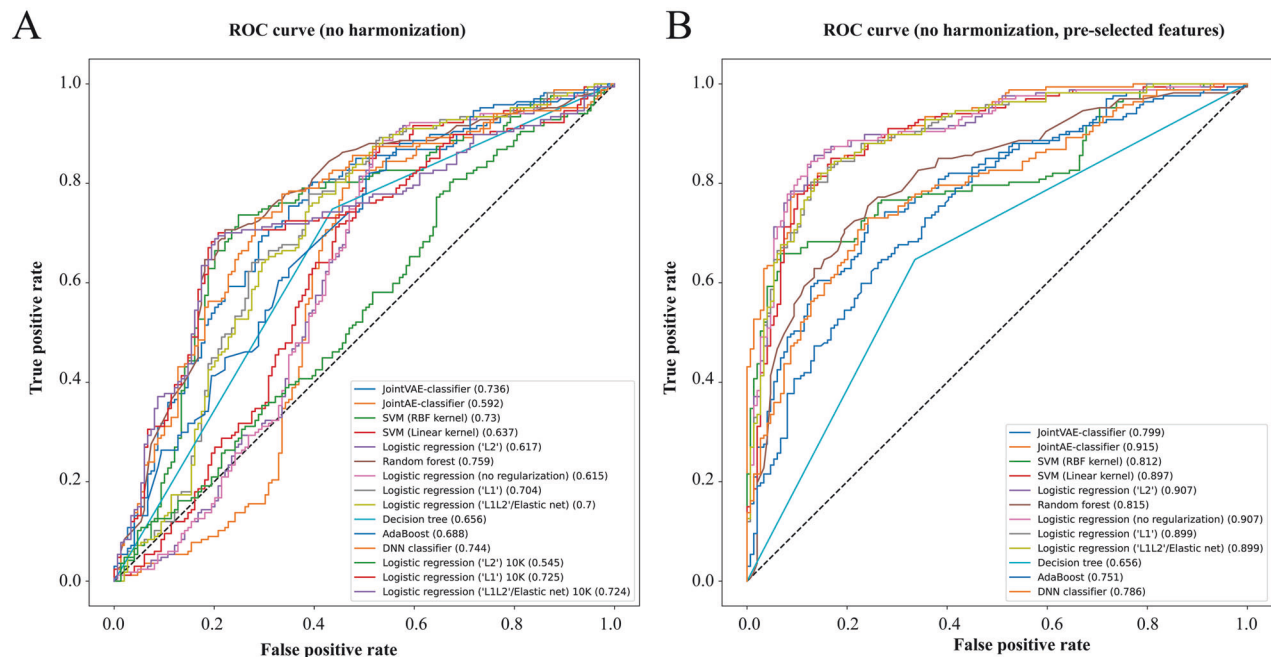 A
ROC curve (no harmonization)
True positive rate
1.0
0.8
0.6
0.4
0.2
0.0
JointVAE-classifier (0.736)
JointAE-classifier (0.592)
SVM (RBF kernel) (0.73)
SVM (Linear kernel) (0.637)
Logistic regression ('L2') (0.617)
Random forest (0.759)
Logistic regression (no regularization) (0.615)
Logistic regression ('L1') (0.704)
Logistic regression ('L1L2'/Elastic net) (0.7)
Decision tree (0.656)
AdaBoost (0.688)
DNN classifier (0.744)
Logistic regression ('L2') 10K (0.545)
Logistic regression ('L1') 10K (0.725)
Logistic regression ('L1L2'/Elastic net) 10K (0.724)
0.0 0.2 0.4 0.6 0.8 1.0
False positive rate
B
ROC curve (no harmonization, pre-selected features)
True positive rate
1.0
0.8
0.6
0.4
0.2
0.0
JointVAE-classifier (0.799)
JointAE-classifier (0.915)
SVM (RBF kernel) (0.812)
SVM (Linear kernel) (0.897)
Logistic regression ('L2') (0.907)
Random forest (0.815)
Logistic regression (no regularization) (0.907)
Logistic regression ('L1') (0.899)
Logistic regression ('L1L2'/Elastic net) (0.899)
Decision tree (0.656)
AdaBoost (0.751)
DNN classifier (0.786)
0.0 0.2 0.4 0.6 0.8 1.0
False positive rate